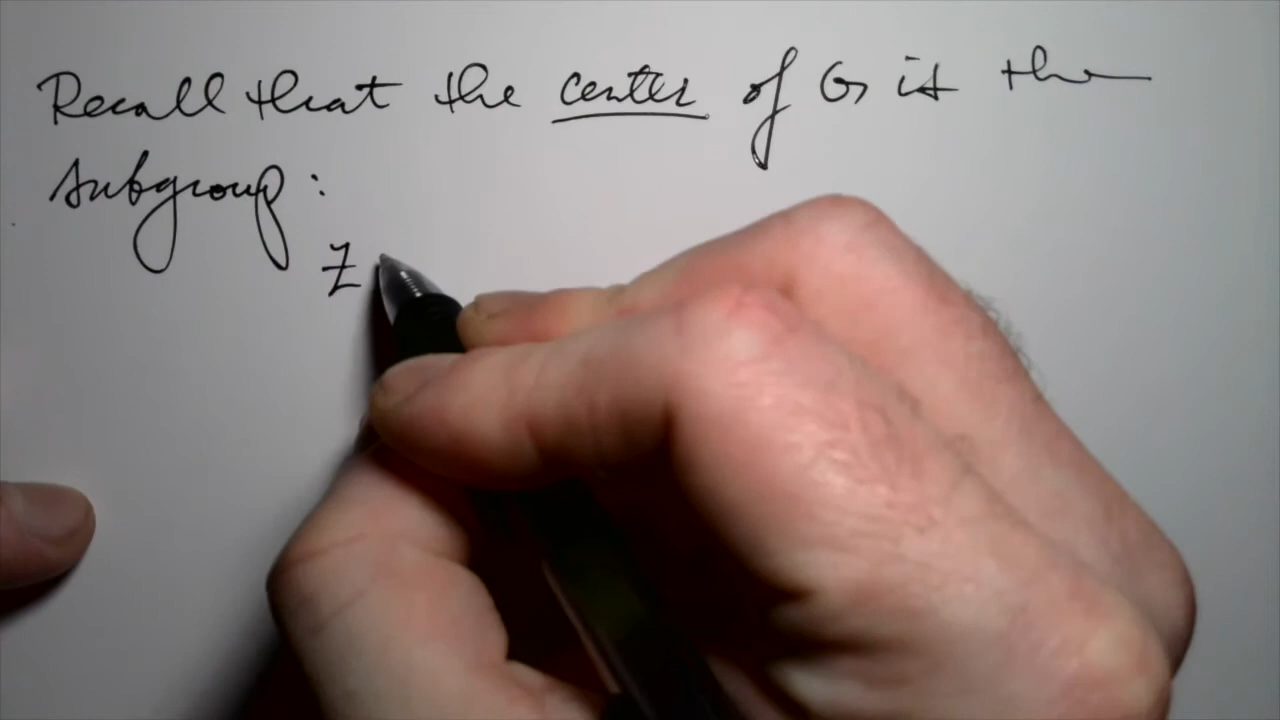 Recall that the center of G is the
subgroup:
Z